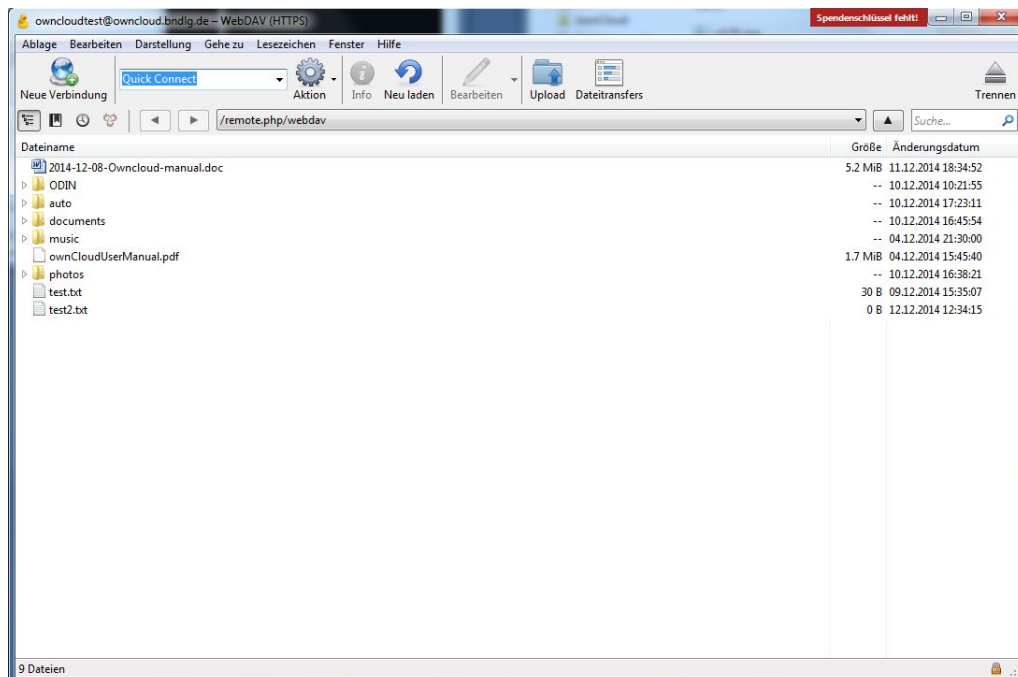 owncloudtest@owncloud.bndlg.de – WebDAV (HTTPS) Spendenschlüssel fehlt!
Ablage Bearbeiten Darstellung Gehe zu Lesezeichen Fenster Hilfe
Quick Connect
Neue Verbindung Aktion Info Neu laden Bearbeiten Upload Dateitransfers Trennen
/remote.php/webdav Suche...
Dateiname Größe Änderungsdatum
2014-12-08-Owncloud-manual.doc 5.2 MiB 11.12.2014 18:34:52
ODIN -- 10.12.2014 10:21:55
auto -- 10.12.2014 17:23:11
documents -- 10.12.2014 16:45:54
music -- 04.12.2014 21:30:00
ownCloudUserManual.pdf 1.7 MiB 04.12.2014 15:45:40
photos -- 10.12.2014 16:38:21
test.txt 30 B 09.12.2014 15:35:07
test2.txt 0 B 12.12.2014 12:34:15
9 Dateien